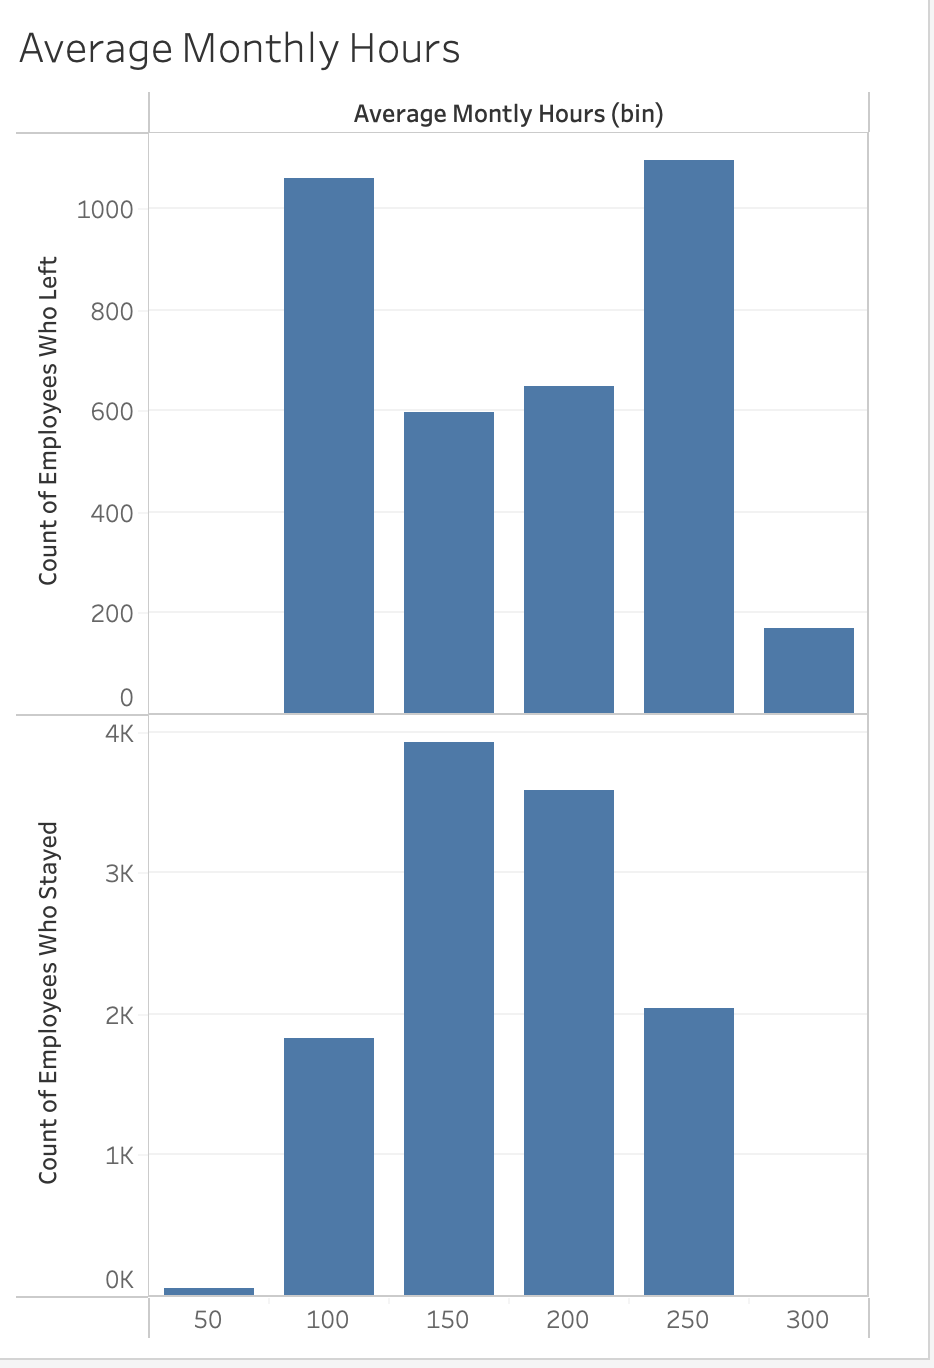 Average Monthly Hours
Average Montly Hours (bin)
Count of Employees Who Left
1000
800
600
400
200
0
Count of Employees Who Stayed
4K
3K
2K
1K
0K
50 100 150 200 250 300